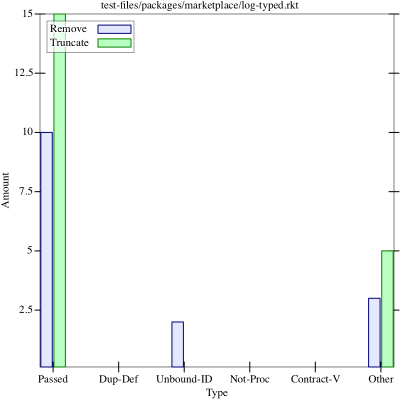 test-files/packages/marketplace/log-typed.rkt
15
Remove
Truncate
12.5
10
7.5
5
2.5
Amount
Passed Dup-Def Unbound-ID Not-Proc Contract-V Other
Type